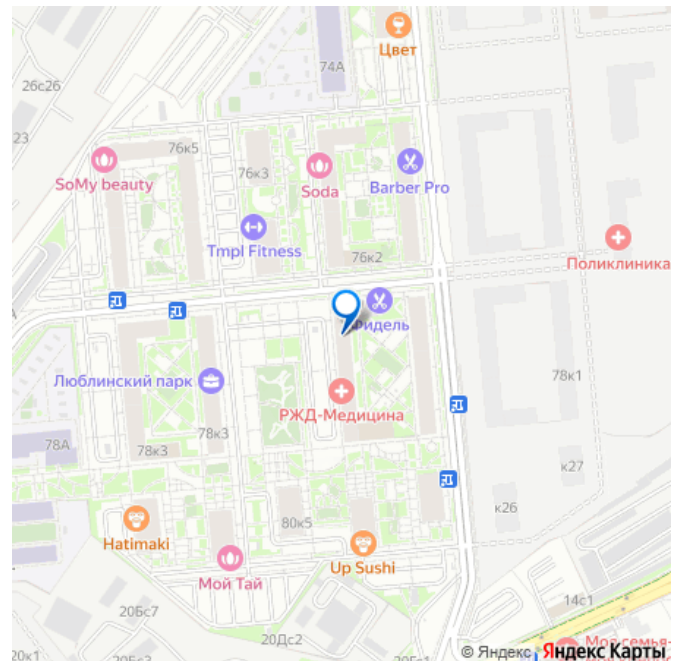 Цвет
74А
26с26
23
76к5
SoMy beauty
76к3
Soda
Barber Pro
Tmpl Fitness
76к2
Поликлиника
Фидель
Люблинский парк
РЖД-Медицина
78к1
78А
78к3
78к3
к27
к26
Hatimaki
80к5
Up Sushi
Мой Тай
20Бс7
14с1
20Дс2
20к1
© Яндекс Яндекс Карты